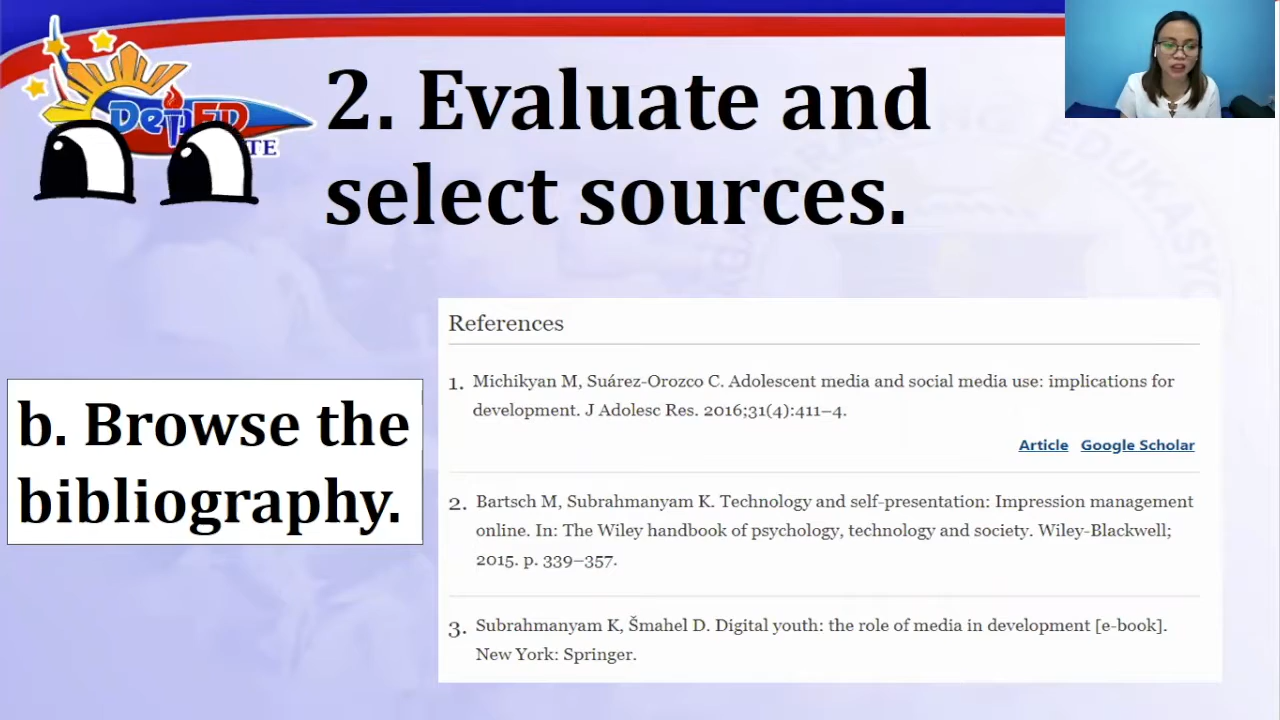 2. Evaluate and
select sources.
DepED
TE
b. Browse the
bibliography.
References
1. Michikyan M, Suárez-Orozco C. Adolescent media and social media use: implications for
development. J Adolesc Res. 2016;31(4):411–4.
Article Google Scholar
2. Bartsch M, Subrahmanyam K. Technology and self-presentation: Impression management
online. In: The Wiley handbook of psychology, technology and society. Wiley-Blackwell;
2015. p. 339–357.
3. Subrahmanyam K, Šmahel D. Digital youth: the role of media in development [e-book].
New York: Springer.